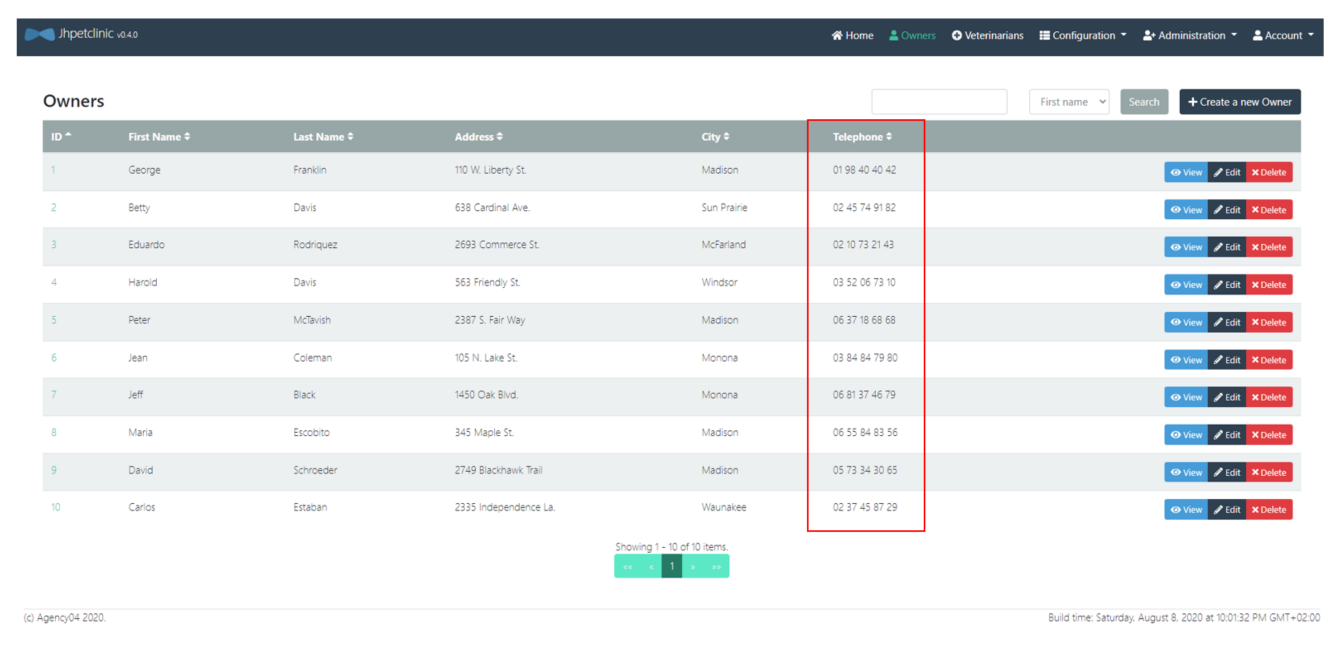 Jhpetclinic v0.4.0 Home Owners Veterinarians Configuration Administration Account
Owners First name Search Create a new Owner
ID First Name Last Name Address City Telephone
1 George Franklin 110 W. Liberty St. Madison 01 98 40 40 42 View Edit Delete
2 Betty Davis 638 Cardinal Ave. Sun Prairie 02 45 74 91 82 View Edit Delete
3 Eduardo Rodriquez 2693 Commerce St. McFarland 02 10 73 21 43 View Edit Delete
4 Harold Davis 563 Friendly St. Windsor 03 52 06 73 10 View Edit Delete
5 Peter McTavish 2387 S. Fair Way Madison 06 37 18 68 68 View Edit Delete
6 Jean Coleman 105 N. Lake St. Monona 03 84 84 79 80 View Edit Delete
7 Jeff Black 1450 Oak Blvd. Monona 06 81 37 46 79 View Edit Delete
8 Maria Escobito 345 Maple St. Madison 06 55 84 83 56 View Edit Delete
9 David Schroeder 2749 Blackhawk Trail Madison 05 73 34 30 65 View Edit Delete
10 Carlos Estaban 2335 Independence La. Waunakee 02 37 45 87 29 View Edit Delete
Showing 1 - 10 of 10 items.
«« « 1 » »»
(c) Agency04 2020. Build time: Saturday, August 8, 2020 at 10:01:32 PM GMT+02:00